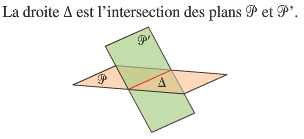 La droite Δ est l'intersection des plans 𝒫 et 𝒫'.
𝒫'
𝒫
Δ